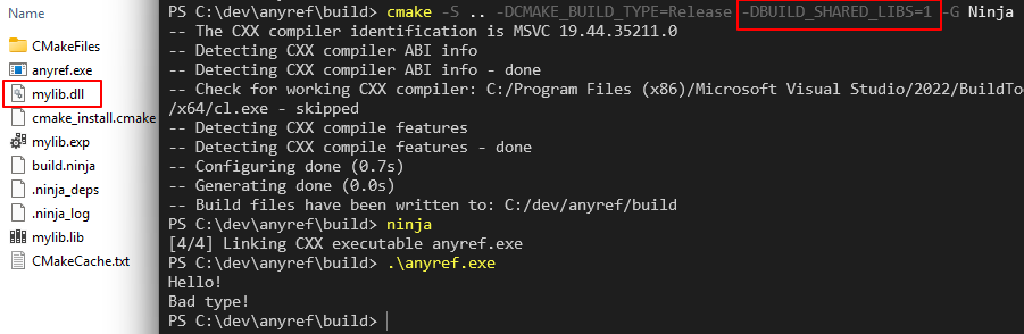 Name
CMakeFiles
anyref.exe
mylib.dll
cmake_install.cmake
mylib.exp
build.ninja
.ninja_deps
.ninja_log
mylib.lib
CMakeCache.txt
PS C:\dev\anyref\build> cmake -S .. -DCMAKE_BUILD_TYPE=Release -DBUILD_SHARED_LIBS=1 -G Ninja
-- The CXX compiler identification is MSVC 19.44.35211.0
-- Detecting CXX compiler ABI info
-- Detecting CXX compiler ABI info - done
-- Check for working CXX compiler: C:/Program Files (x86)/Microsoft Visual Studio/2022/BuildToo
/x64/cl.exe - skipped
-- Detecting CXX compile features
-- Detecting CXX compile features - done
-- Configuring done (0.7s)
-- Generating done (0.0s)
-- Build files have been written to: C:/dev/anyref/build
PS C:\dev\anyref\build> ninja
[4/4] Linking CXX executable anyref.exe
PS C:\dev\anyref\build> .\anyref.exe
Hello!
Bad type!
PS C:\dev\anyref\build>